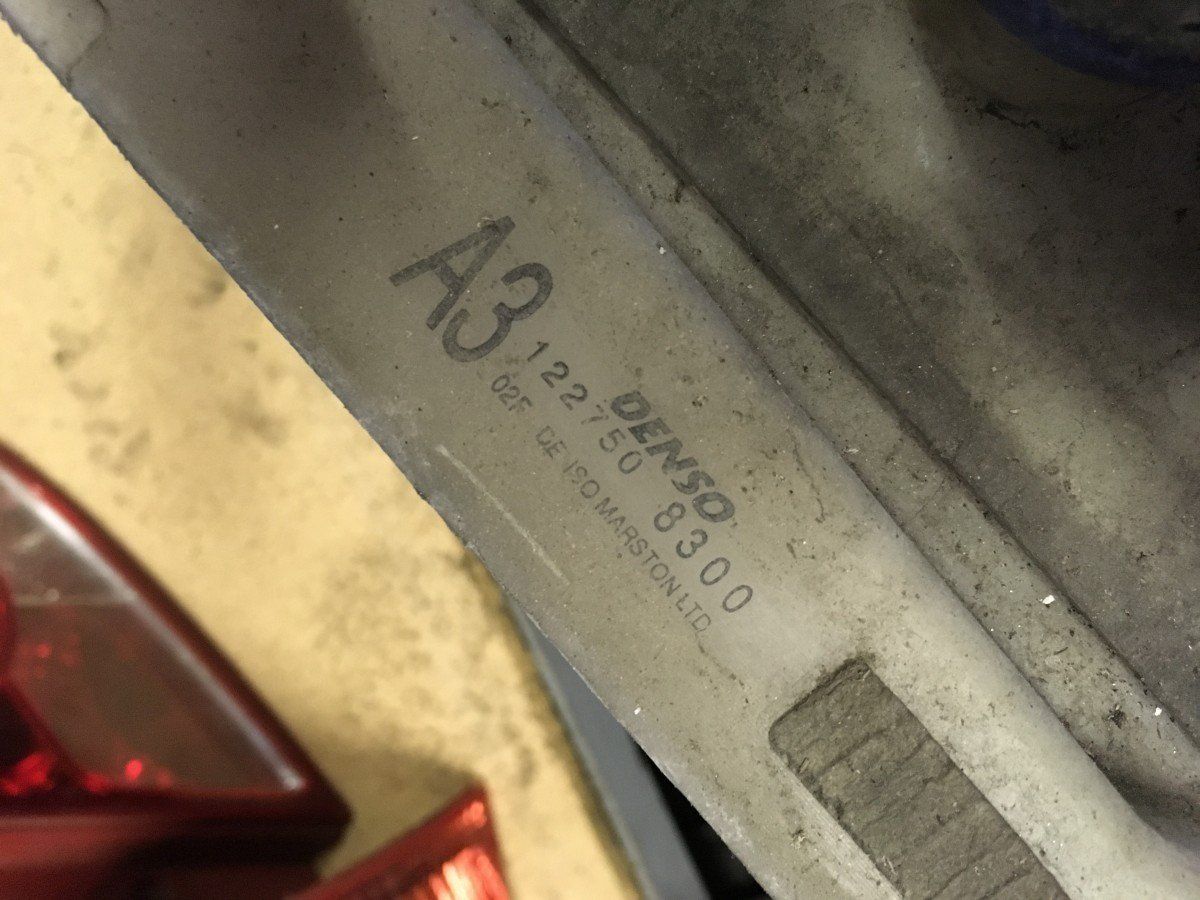 A3
DENSO
122750 8300
02F DE ISO MARSTON LTD.